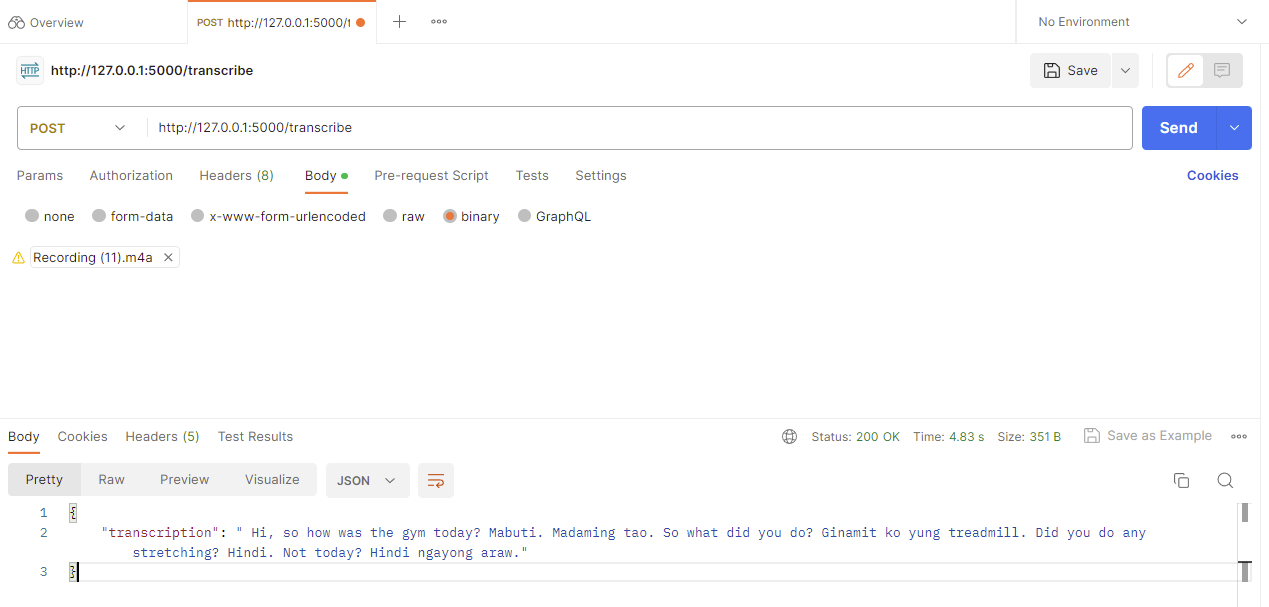 Overview
POST http://127.0.0.1:5000/t
No Environment
HTTP http://127.0.0.1:5000/transcribe
Save
POST http://127.0.0.1:5000/transcribe
Send
Params Authorization Headers (8) Body Pre-request Script Tests Settings Cookies
none form-data x-www-form-urlencoded raw binary GraphQL
Recording (11).m4a
Body Cookies Headers (5) Test Results Status: 200 OK Time: 4.83 s Size: 351 B Save as Example
Pretty Raw Preview Visualize JSON
1 {
2 "transcription": " Hi, so how was the gym today? Mabuti. Madaming tao. So what did you do? Ginamit ko yung treadmill. Did you do any
stretching? Hindi. Not today? Hindi ngayong araw."
3 }